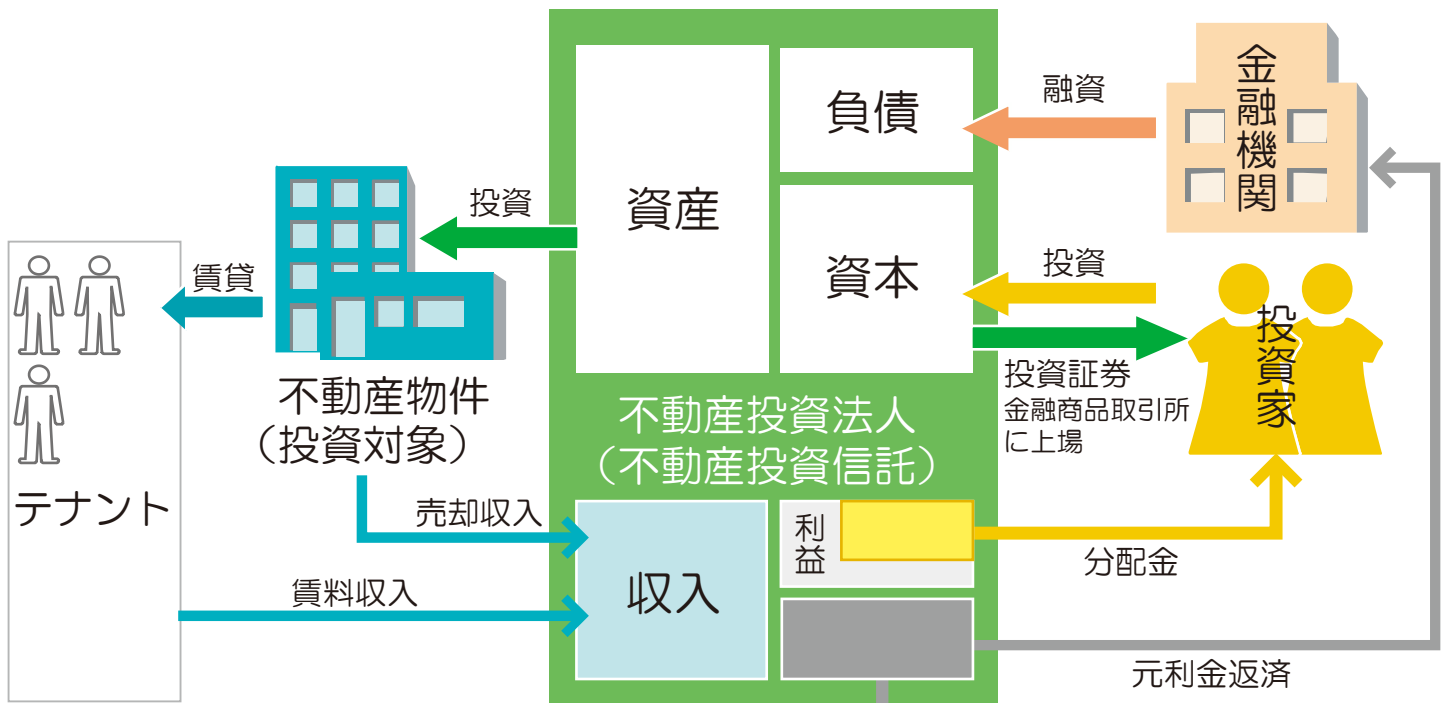 金融機関
融資
負債
資産
資本
投資
投資
賃貸
投資家
投資証券
金融商品取引所
に上場
不動産物件
(投資対象)
不動産投資法人
(不動産投資信託)
テナント
売却収入
利益
分配金
収入
賃料収入
元利金返済